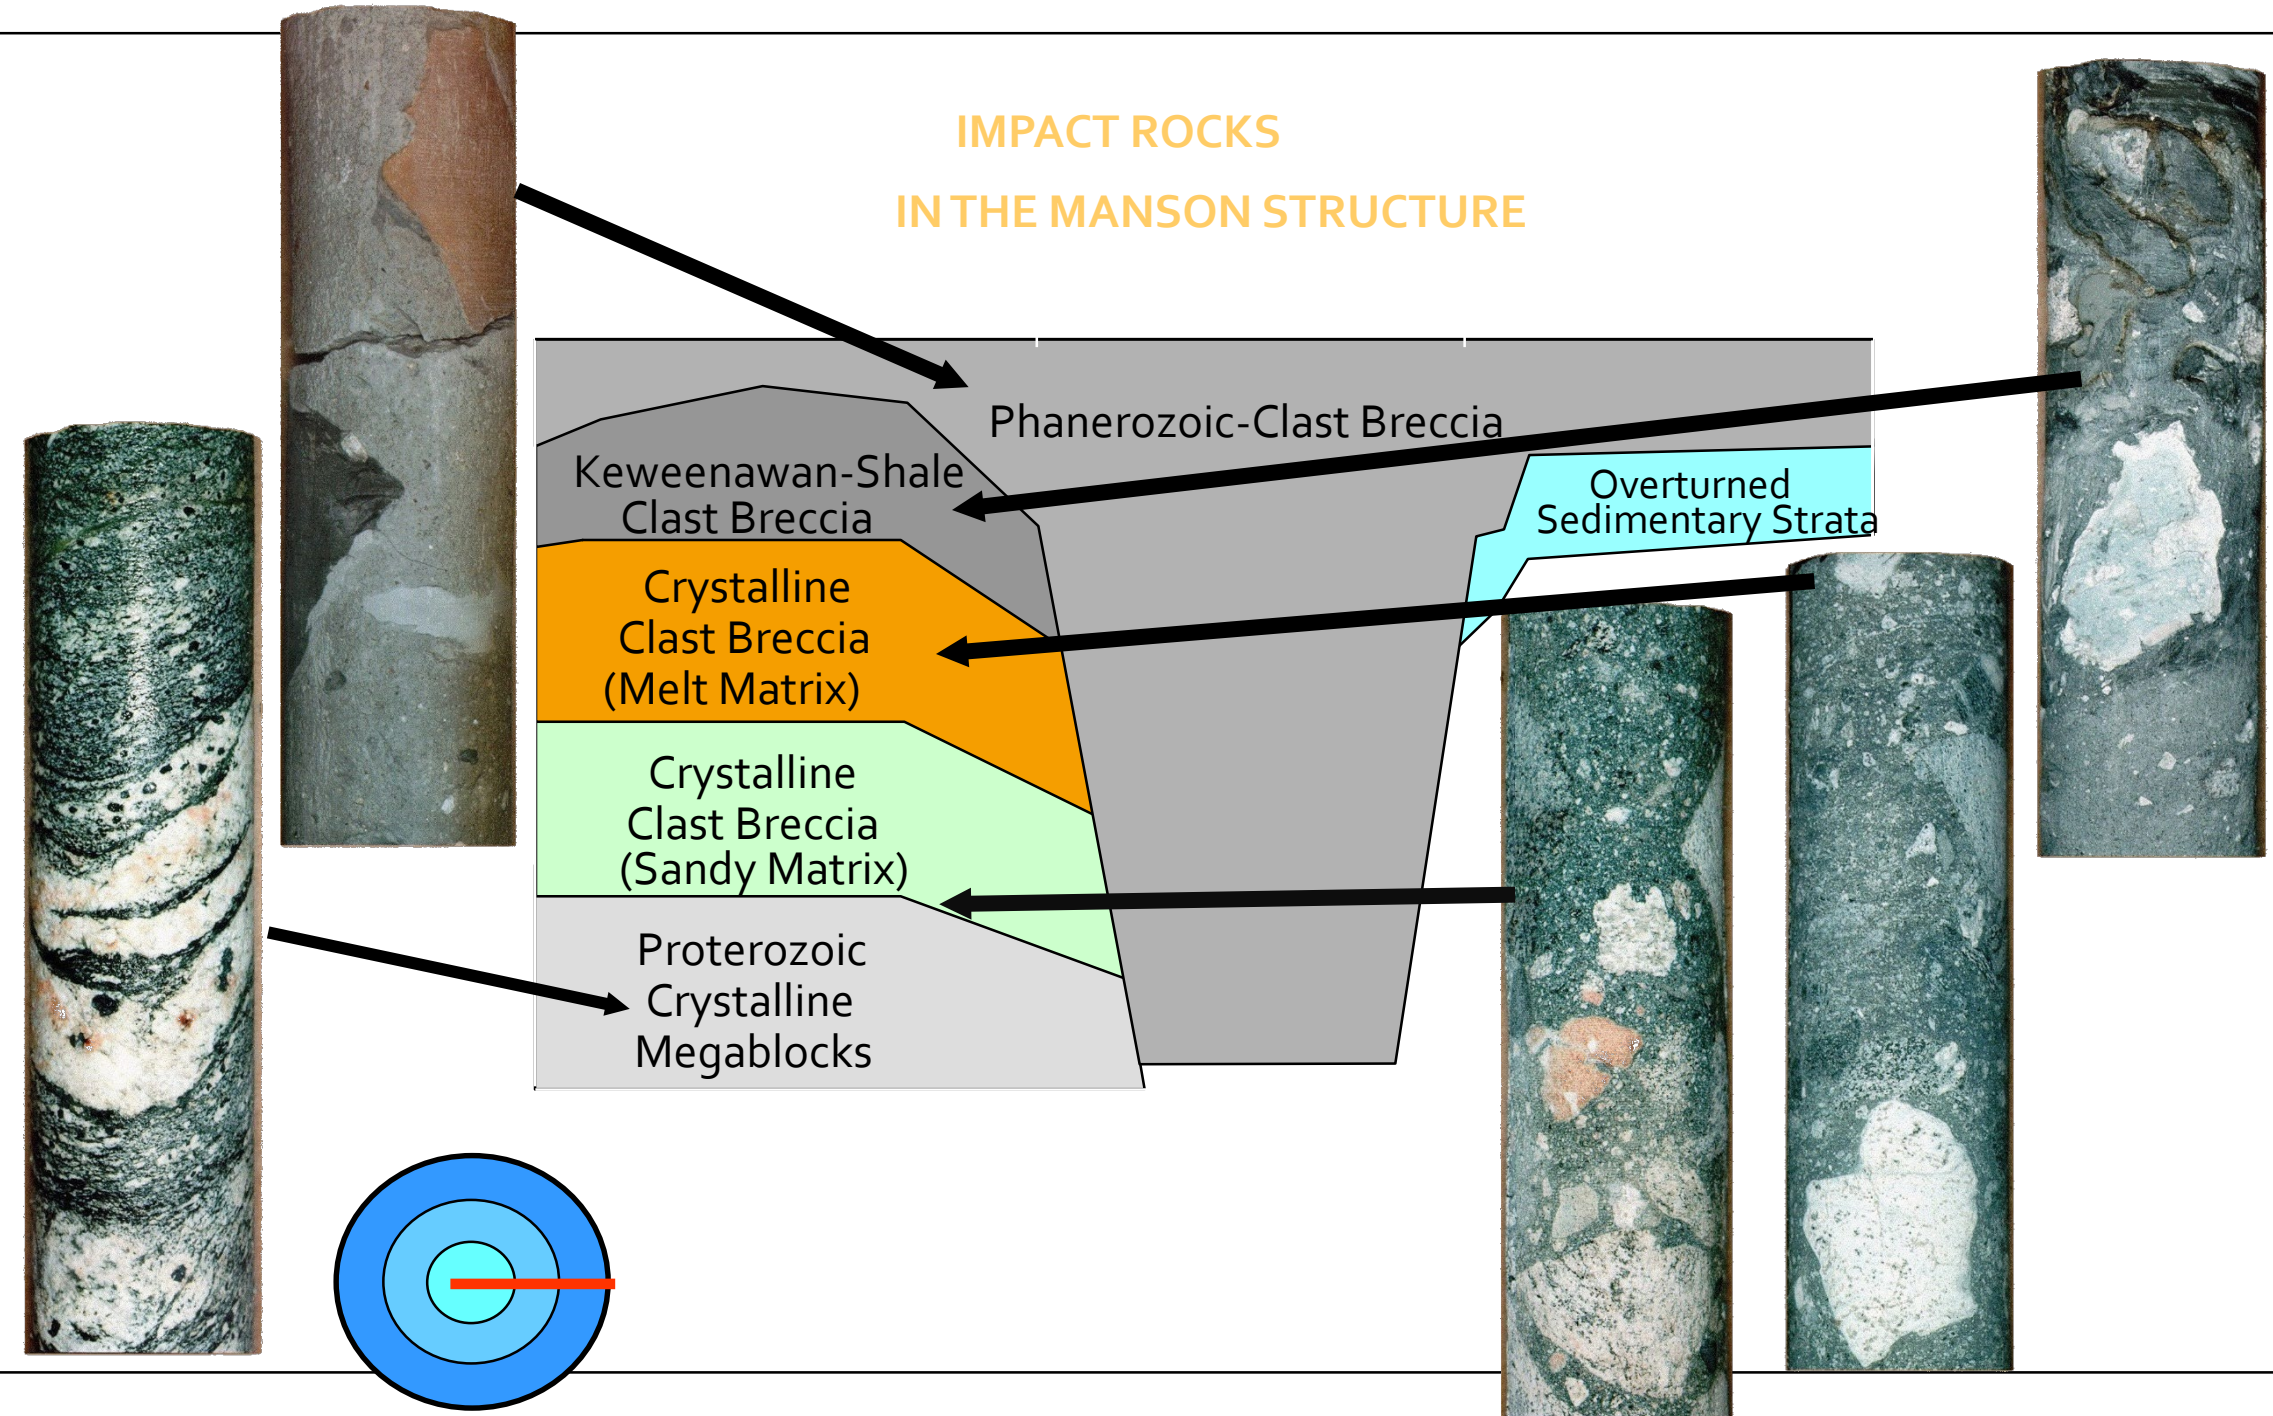 IMPACT ROCKS
IN THE MANSON STRUCTURE
Phanerozoic-Clast Breccia
Keweenawan-Shale
Clast Breccia
Overturned
Sedimentary Strata
Crystalline
Clast Breccia
(Melt Matrix)
Crystalline
Clast Breccia
(Sandy Matrix)
Proterozoic
Crystalline
Megablocks